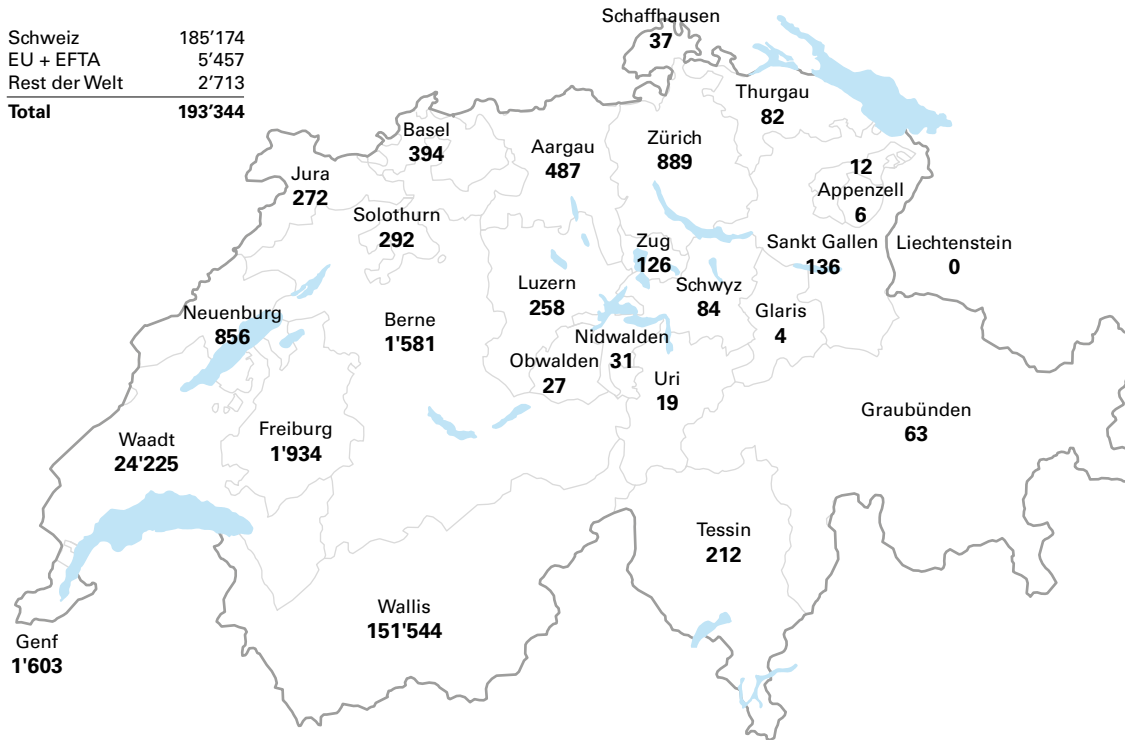 Schweiz 185'174
EU + EFTA 5'457
Rest der Welt 2'713
Total 193'344
Schaffhausen
37
Thurgau
82
Basel
394
Aargau
487
Zürich
889
12
Appenzell
6
Jura
272
Solothurn
292
Zug
126
Sankt Gallen
136
Liechtenstein
0
Luzern
258
Schwyz
84
Glaris
4
Neuenburg
856
Berne
1'581
Nidwalden
31
Obwalden
27
Uri
19
Graubünden
63
Waadt
24'225
Freiburg
1'934
Tessin
212
Wallis
151'544
Genf
1'603